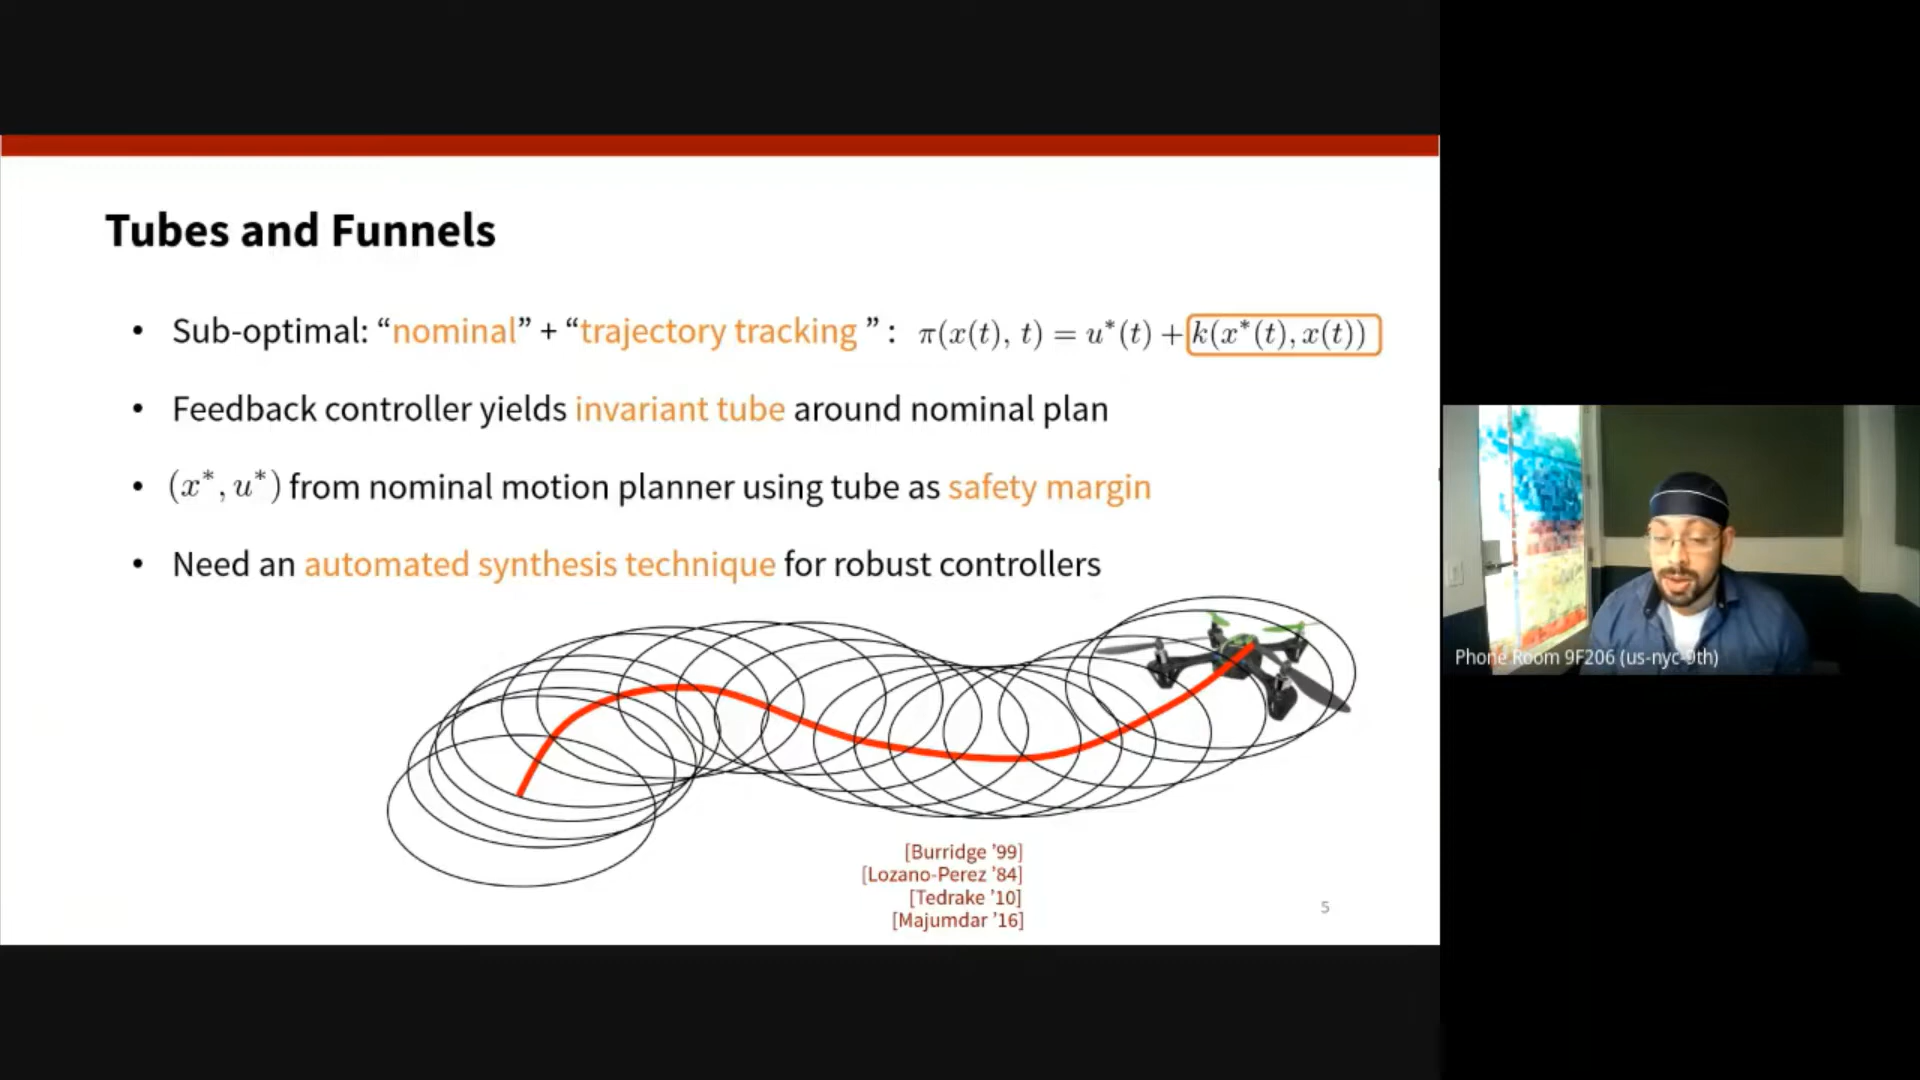 Tubes and Funnels
• Sub-optimal: “nominal” + “trajectory tracking ” : π(x(t), t) = u*(t) + k(x*(t), x(t))
• Feedback controller yields invariant tube around nominal plan
• (x*, u*) from nominal motion planner using tube as safety margin
• Need an automated synthesis technique for robust controllers
[Burridge ’99]
[Lozano-Perez ’84]
[Tedrake ’10]
[Majumdar ’16]
5
Phone Room 9F206 (us-nyc-9th)